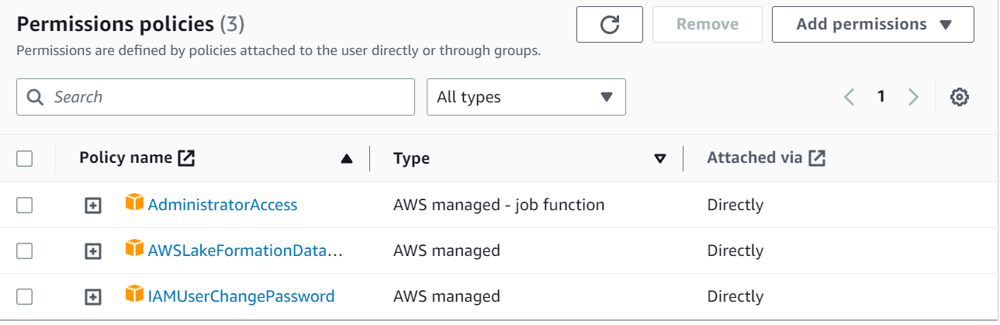 Permissions policies (3)
Remove
Add permissions
Permissions are defined by policies attached to the user directly or through groups.
Search
All types
1
Policy name
Type
Attached via
AdministratorAccess
AWS managed - job function
Directly
AWSLakeFormationData...
AWS managed
Directly
IAMUserChangePassword
AWS managed
Directly